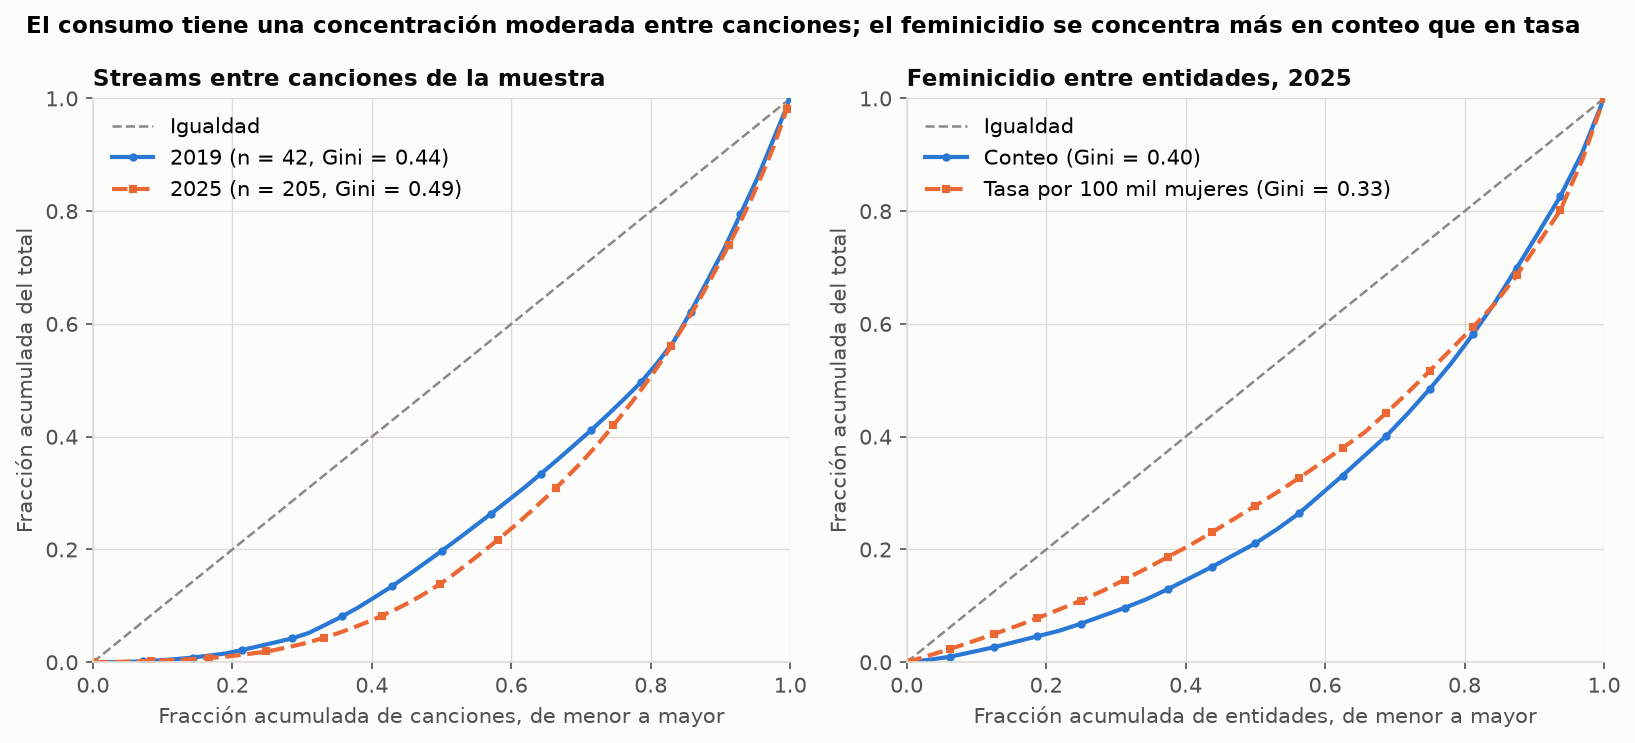 El consumo tiene una concentración moderada entre canciones; el feminicidio se concentra más en conteo que en tasa
Streams entre canciones de la muestra
1.0
0.8
0.6
0.4
0.2
0.0
Fracción acumulada del total
Igualdad
2019 (n = 42, Gini = 0.44)
2025 (n = 205, Gini = 0.49)
0.0 0.2 0.4 0.6 0.8 1.0
Fracción acumulada de canciones, de menor a mayor
Feminicidio entre entidades, 2025
1.0
0.8
0.6
0.4
0.2
0.0
Fracción acumulada del total
Igualdad
Conteo (Gini = 0.40)
Tasa por 100 mil mujeres (Gini = 0.33)
0.0 0.2 0.4 0.6 0.8 1.0
Fracción acumulada de entidades, de menor a mayor